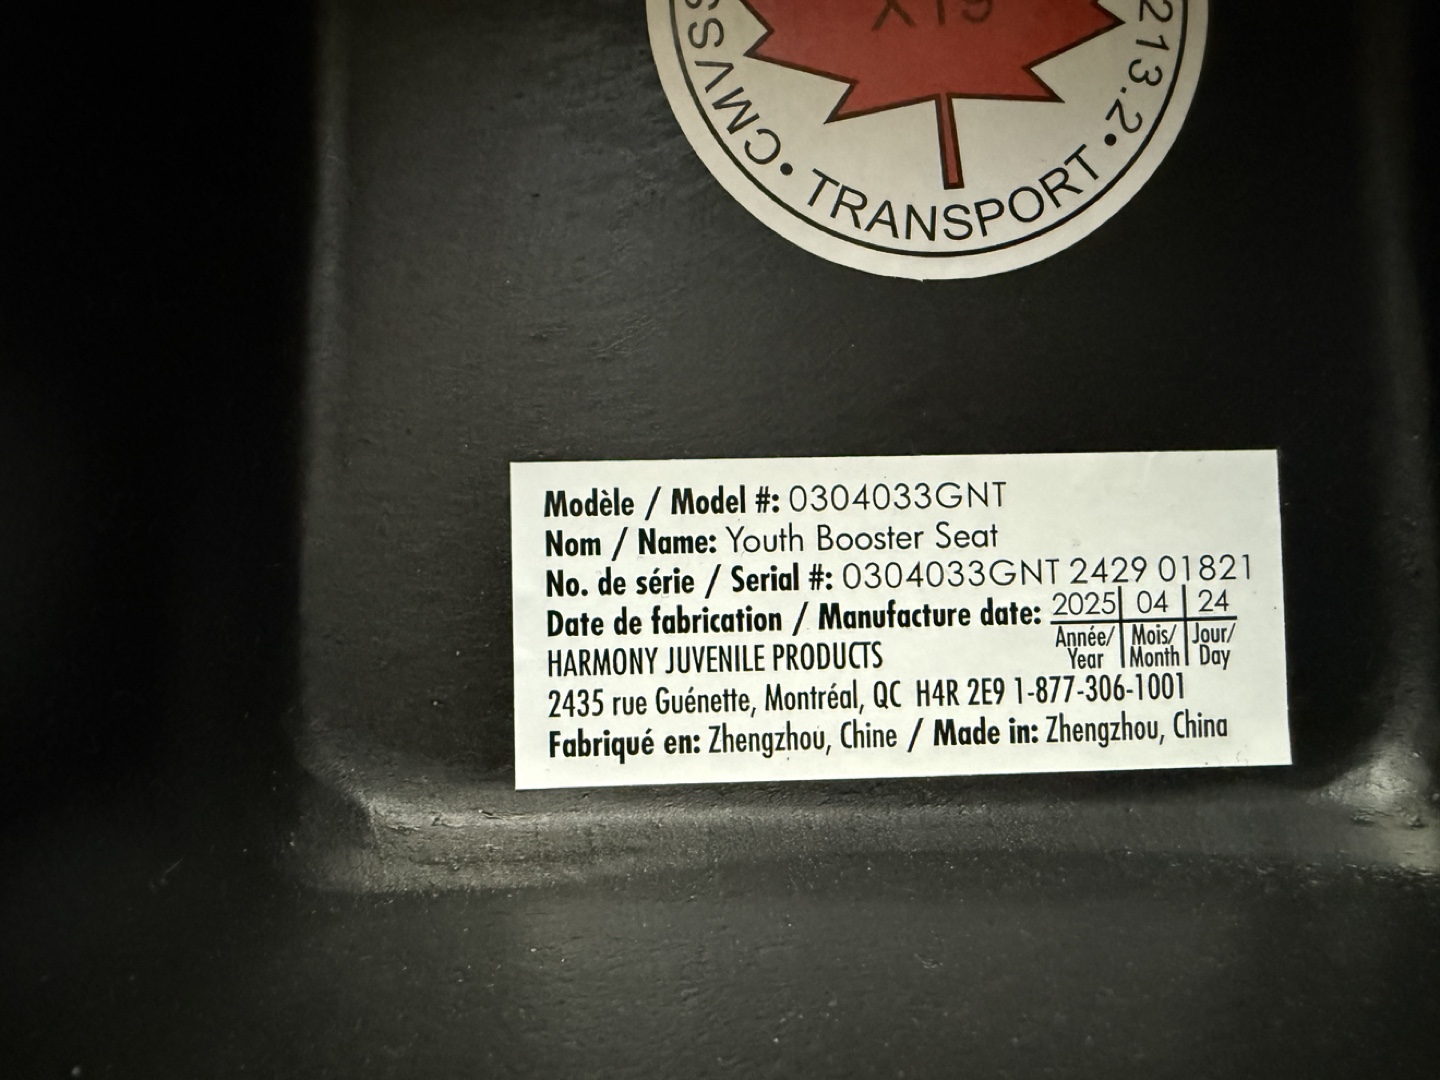 X19
CMVSS
213.2
• TRANSPORT •
Modèle / Model #: 0304033GNT
Nom / Name: Youth Booster Seat
No. de série / Serial #: 0304033GNT 2429 01821
Date de fabrication / Manufacture date: 2025 04 24
Année/ Mois/ Jour/
Year Month Day
HARMONY JUVENILE PRODUCTS
2435 rue Guénette, Montréal, QC H4R 2E9 1-877-306-1001
Fabriqué en: Zhengzhou, Chine / Made in: Zhengzhou, China